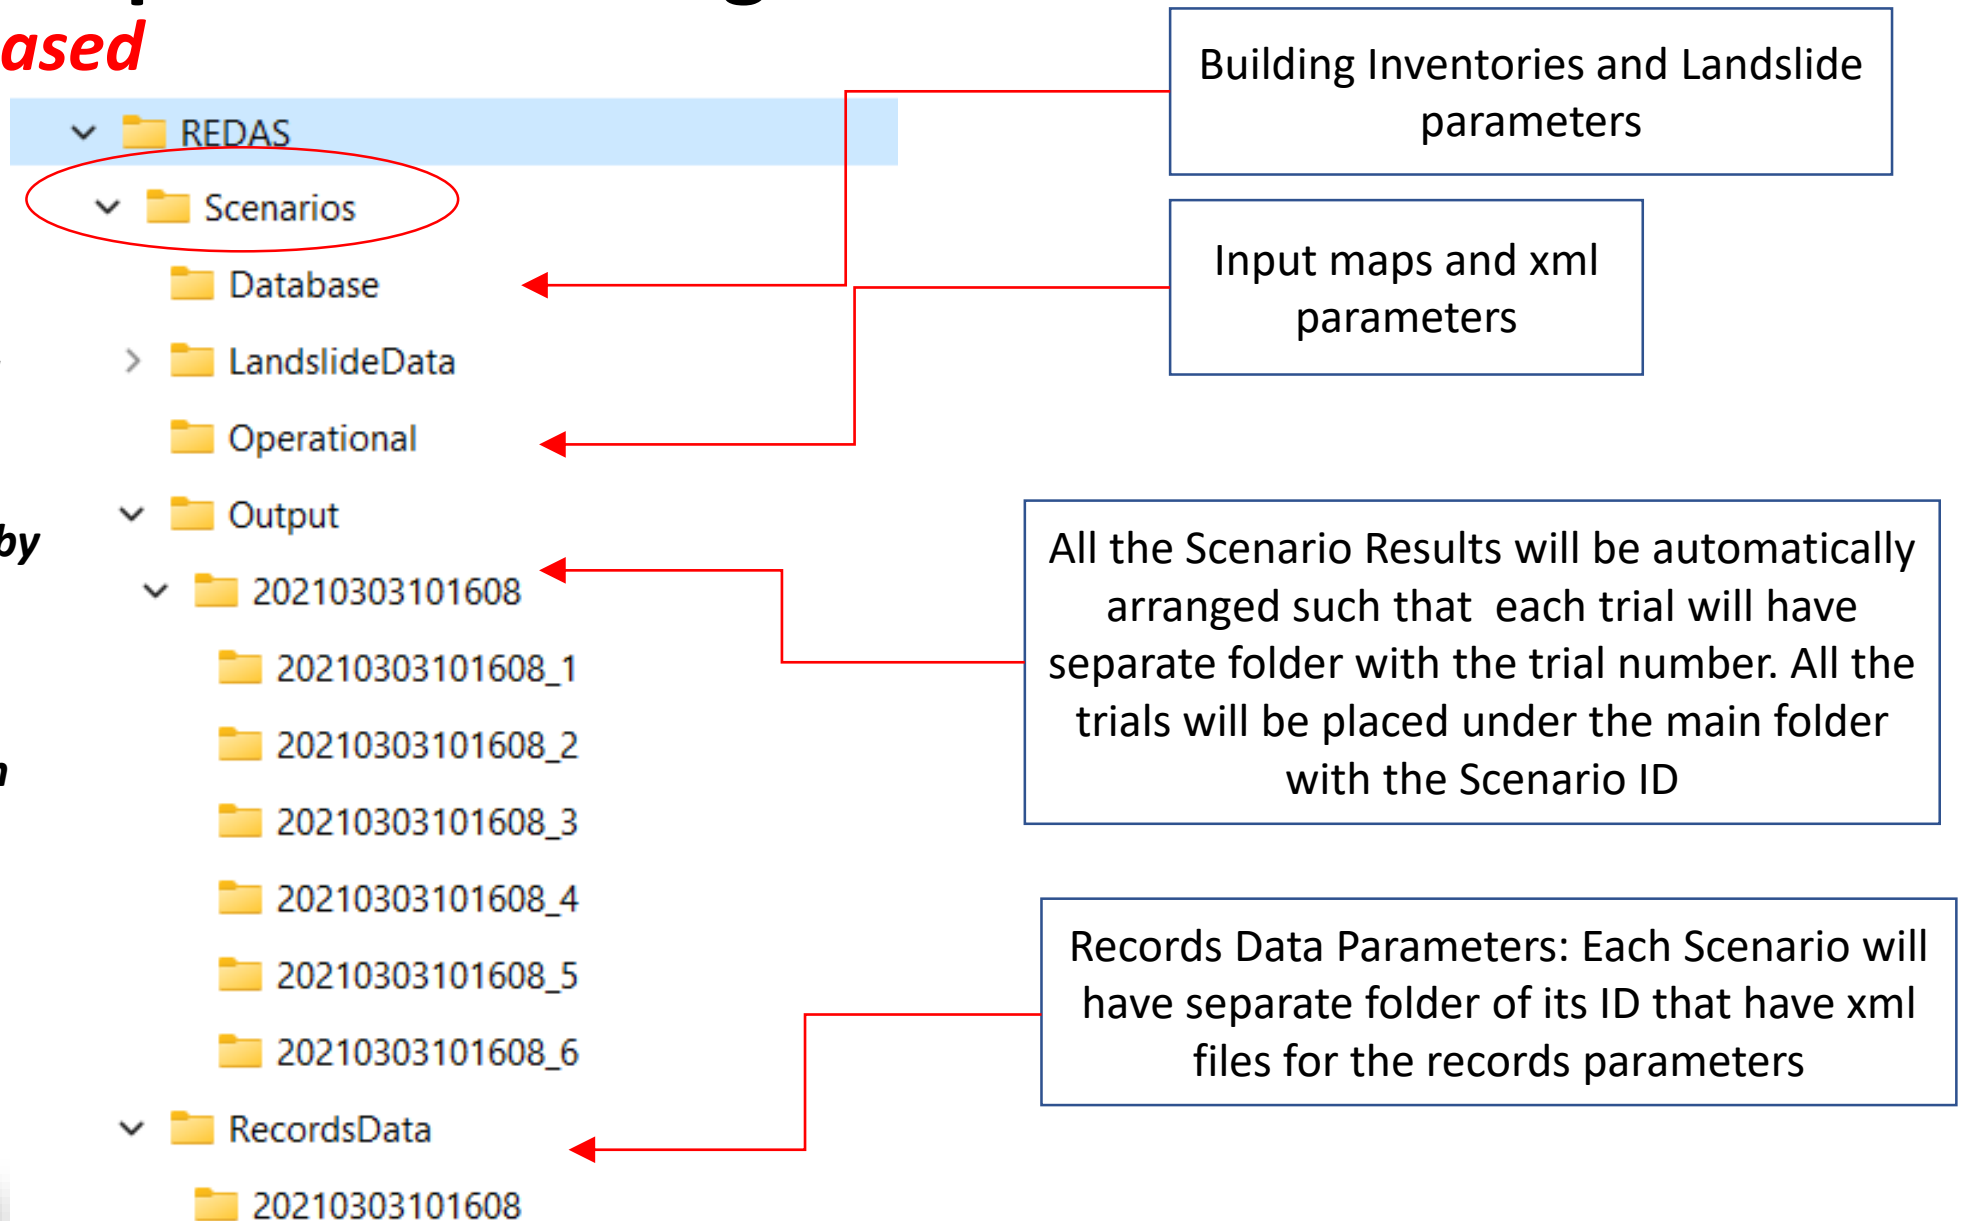 ased
REDAS
Scenarios
Database
LandslideData
Operational
Output
20210303101608
20210303101608_1
20210303101608_2
20210303101608_3
20210303101608_4
20210303101608_5
20210303101608_6
RecordsData
20210303101608
by
Building Inventories and Landslide
parameters
Input maps and xml
parameters
All the Scenario Results will be automatically
arranged such that each trial will have
separate folder with the trial number. All the
trials will be placed under the main folder
with the Scenario ID
Records Data Parameters: Each Scenario will
have separate folder of its ID that have xml
files for the records parameters